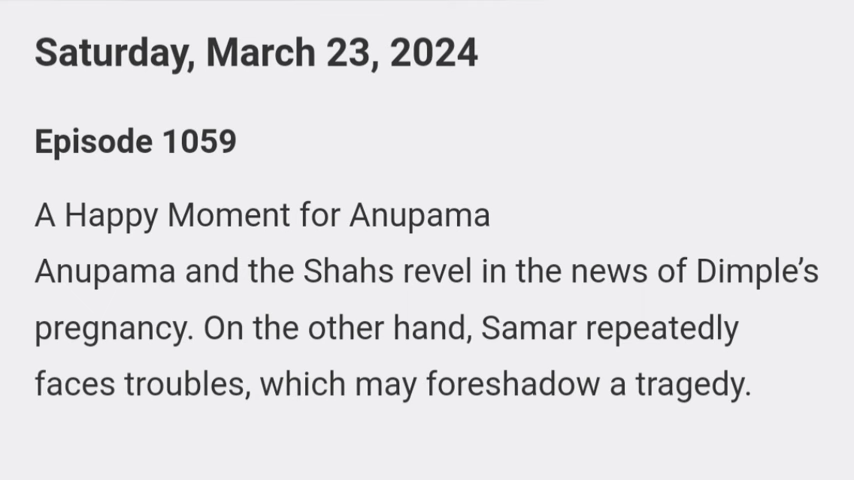 Saturday, March 23, 2024
Episode 1059
A Happy Moment for Anupama
Anupama and the Shahs revel in the news of Dimple’s
pregnancy. On the other hand, Samar repeatedly
faces troubles, which may foreshadow a tragedy.